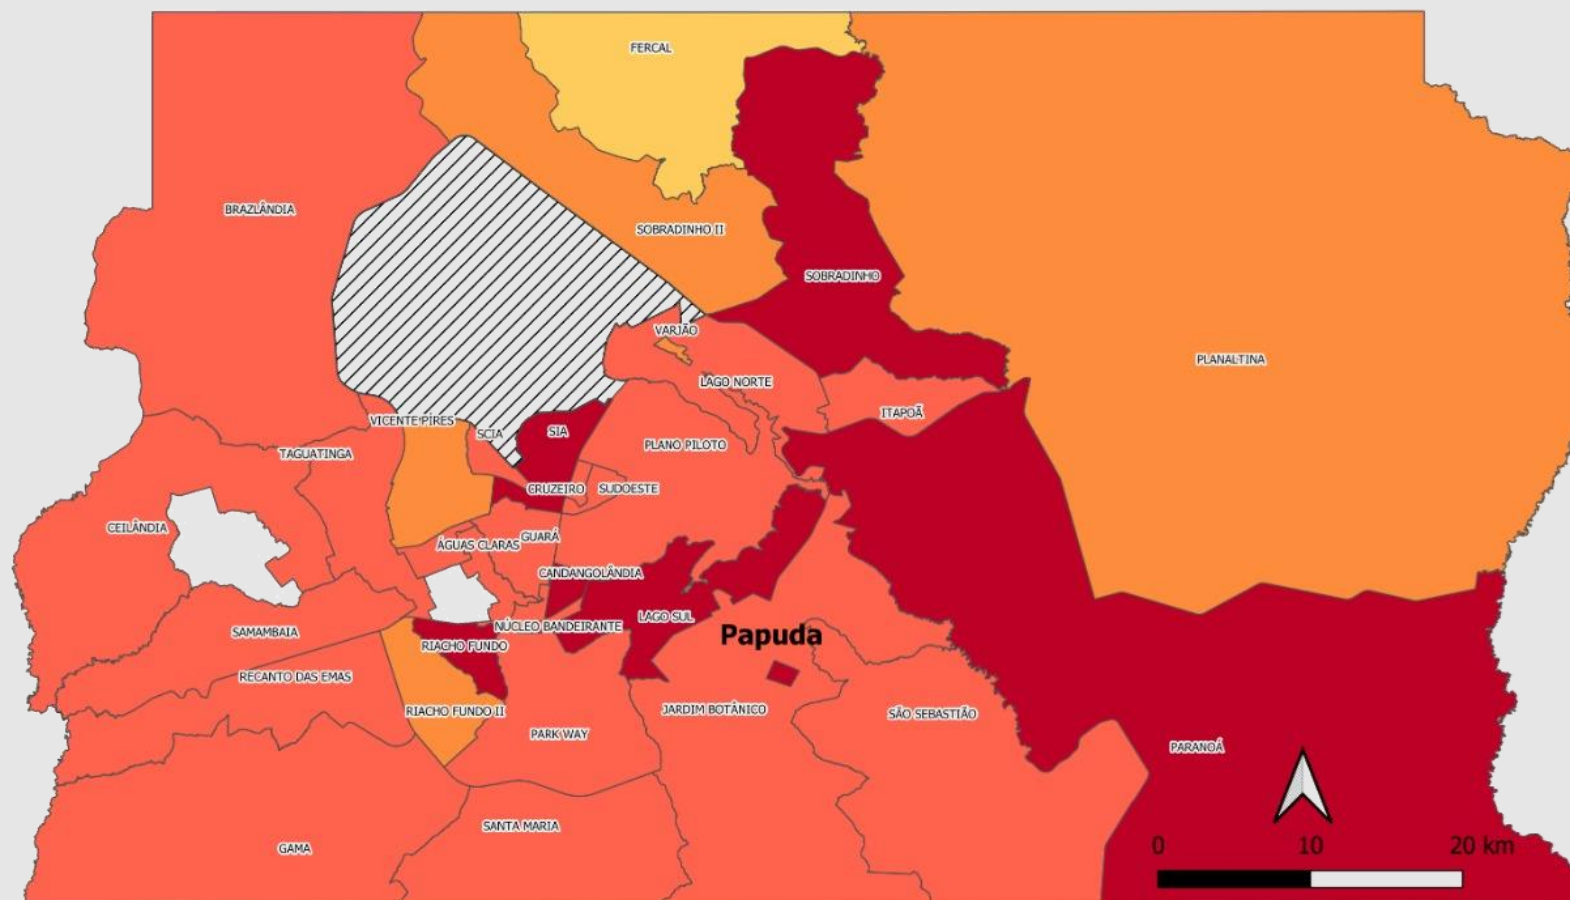 FERCAL
BRAZLÂNDIA
SOBRADINHO II
SOBRADINHO
VARJÃO
PLANALTINA
LAGO NORTE
ITAPOÃ
VICENTE PIRES
SCIA
SIA
PLANO PILOTO
TAGUATINGA
CRUZEIRO
SUDOESTE
CEILÂNDIA
GUARÁ
ÁGUAS CLARAS
CANDANGOLÂNDIA
LAGO SUL
NÚCLEO BANDEIRANTE
SAMAMBAIA
Papuda
RIACHO FUNDO
RECANTO DAS EMAS
RIACHO FUNDO II
JARDIM BOTÂNICO
SÃO SEBASTIÃO
PARK WAY
PARANOÁ
SANTA MARIA
GAMA
0 10 20 km